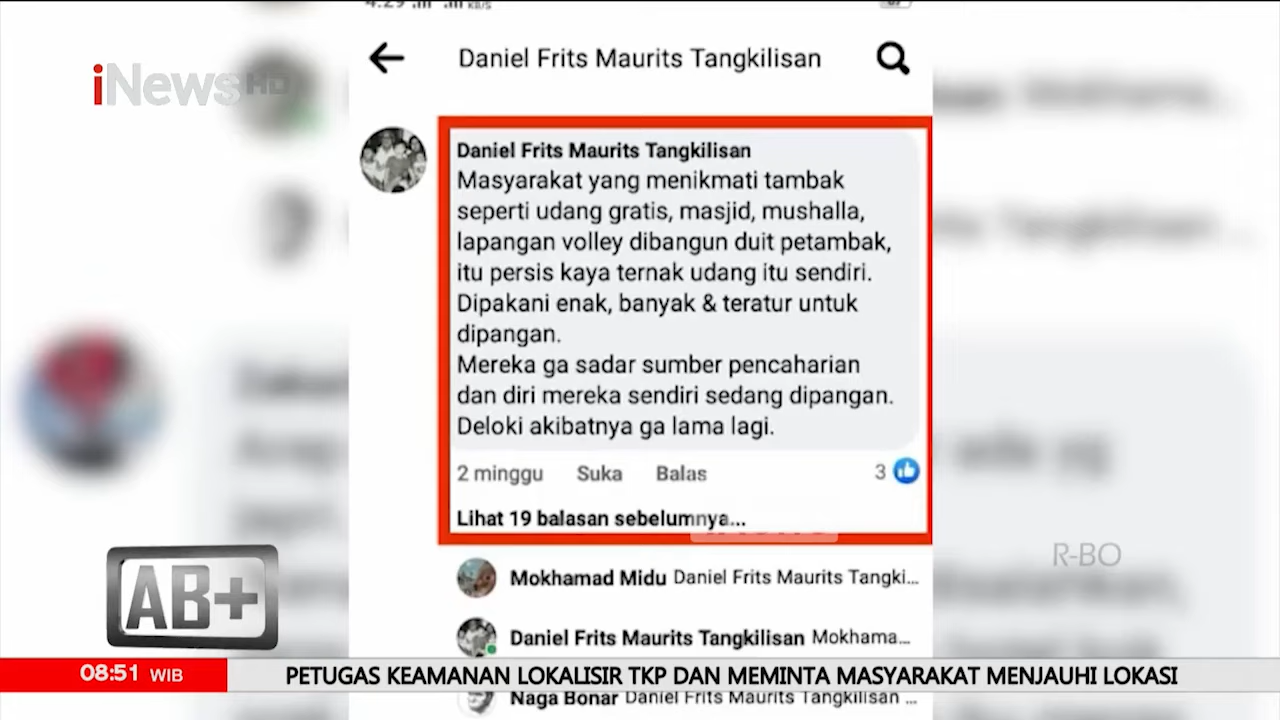 Daniel Frits Maurits Tangkilisan
iNews HD
Daniel Frits Maurits Tangkilisan
Masyarakat yang menikmati tambak
seperti udang gratis, masjid, mushalla,
lapangan volley dibangun duit petambak,
itu persis kaya ternak udang itu sendiri.
Dipakani enak, banyak & teratur untuk
dipangan.
Mereka ga sadar sumber pencaharian
dan diri mereka sendiri sedang dipangan.
Deloki akibatnya ga lama lagi.
2 minggu Suka Balas 3
Lihat 19 balasan sebelumnya...
R-BO
Mokhamad Midu Daniel Frits Maurits Tangki...
AB+
Daniel Frits Maurits Tangkilisan Mokhama...
08:51 WIB PETUGAS KEAMANAN LOKALISIR TKP DAN MEMINTA MASYARAKAT MENJAUHI LOKASI
Naga Bonar Daniel Frits Maurits Tangkilisan ...